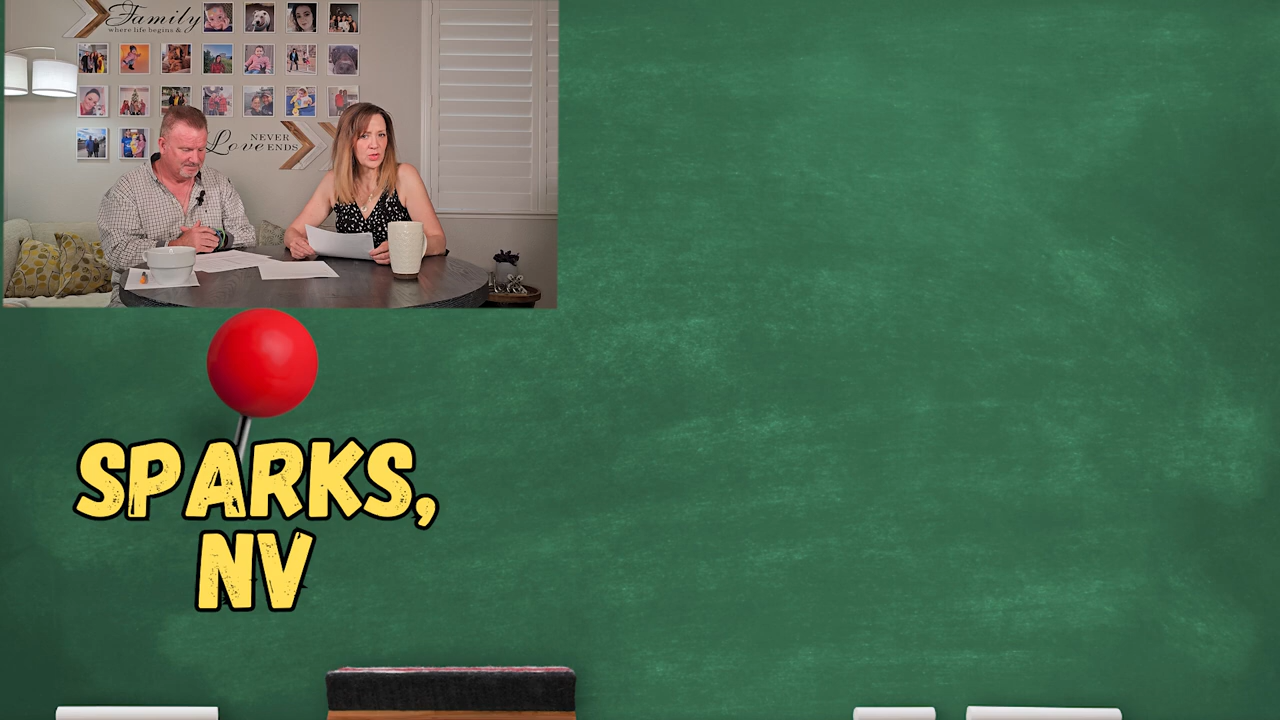 Family
where life begins &
Love NEVER ENDS
SPARKS,
NV